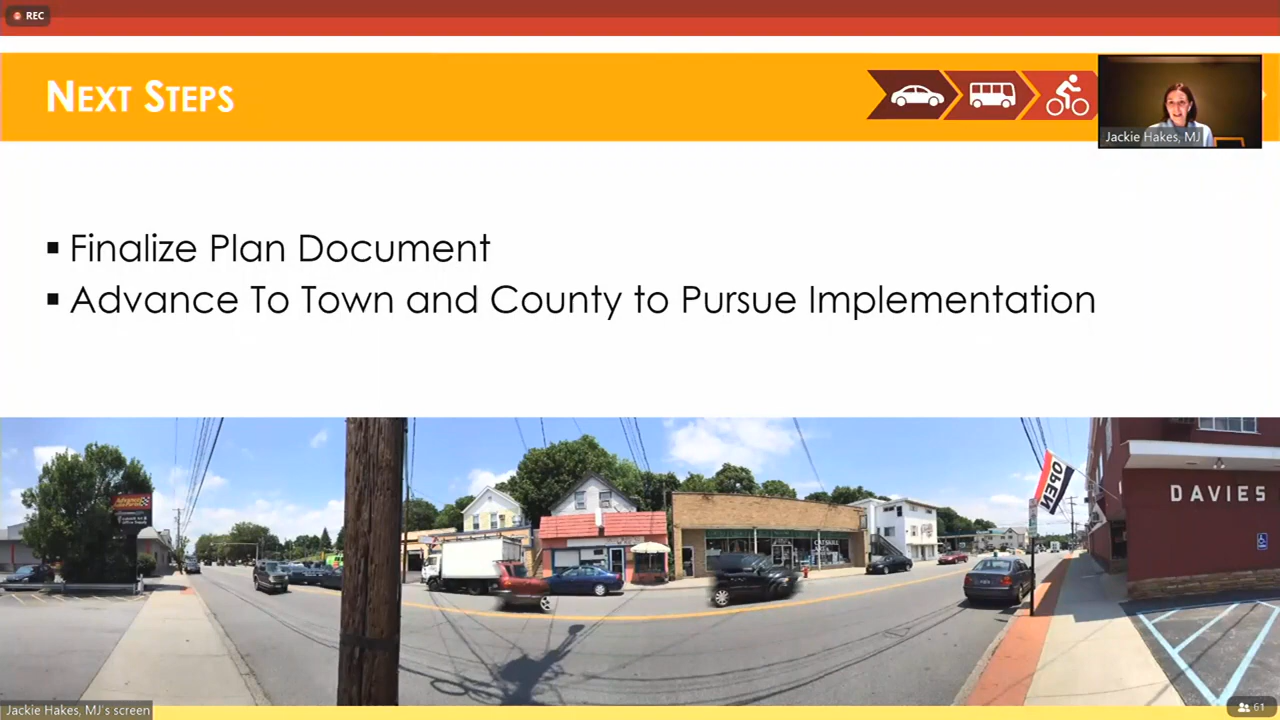 REC
NEXT STEPS
Jackie Hakes, MJ
▪ Finalize Plan Document
▪ Advance To Town and County to Pursue Implementation
OPEN
DAVIES
Jackie Hakes, MJ's screen
61